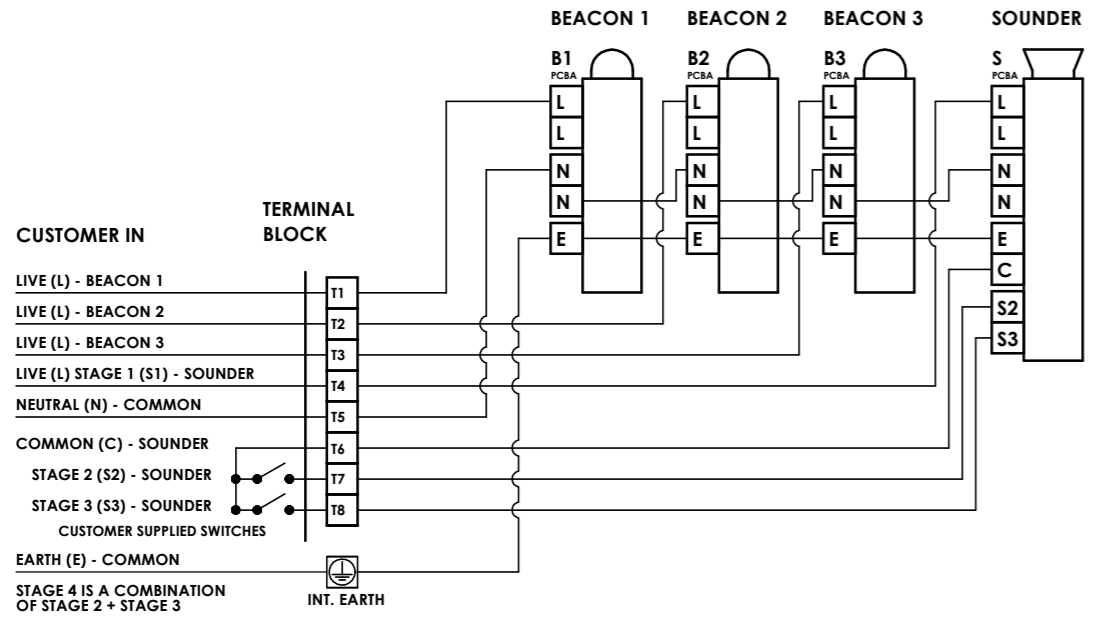 BEACON 1 BEACON 2 BEACON 3 SOUNDER
B1 B2 B3 S
PCBA PCBA PCBA PCBA
L L L L
L L L L
N N N N
N N N N
E E E E
C
S2
S3
TERMINAL
BLOCK
CUSTOMER IN
LIVE (L) - BEACON 1 T1
LIVE (L) - BEACON 2 T2
LIVE (L) - BEACON 3 T3
LIVE (L) STAGE 1 (S1) - SOUNDER T4
NEUTRAL (N) - COMMON T5
COMMON (C) - SOUNDER T6
STAGE 2 (S2) - SOUNDER T7
STAGE 3 (S3) - SOUNDER T8
CUSTOMER SUPPLIED SWITCHES
EARTH (E) - COMMON
INT. EARTH
STAGE 4 IS A COMBINATION
OF STAGE 2 + STAGE 3